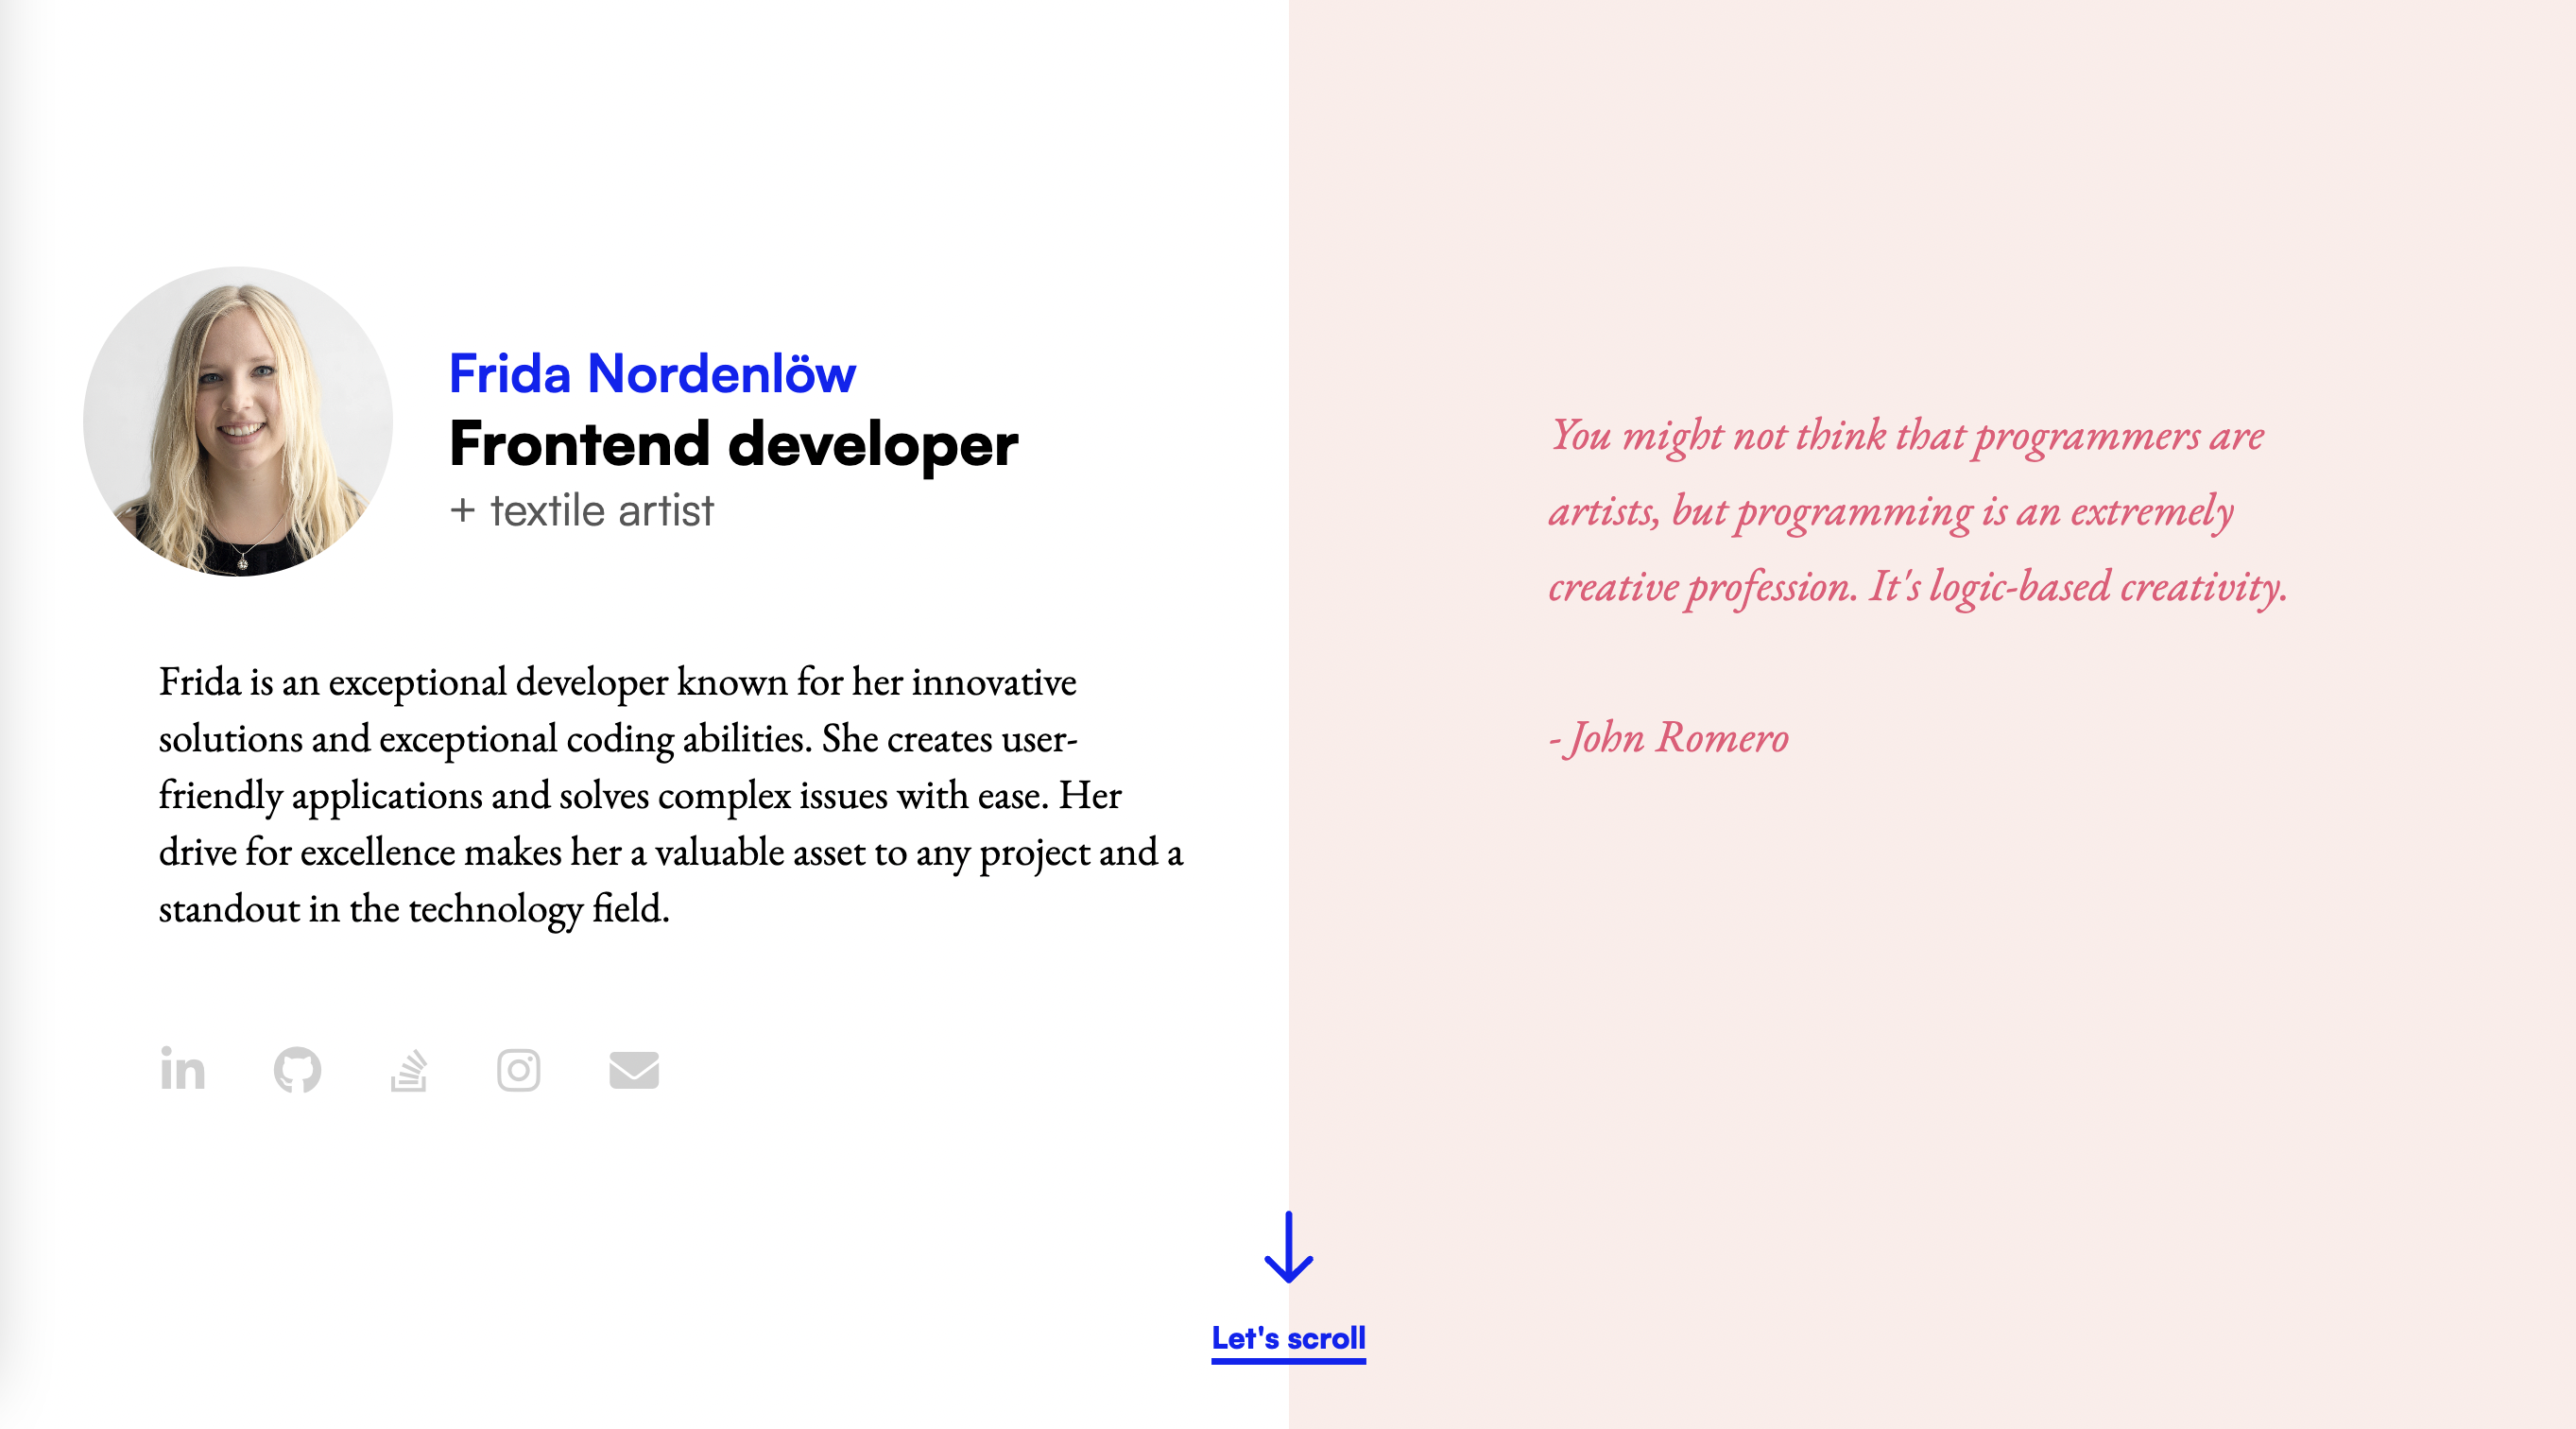 Frida Nordenlöw
Frontend developer
+ textile artist
Frida is an exceptional developer known for her innovative
solutions and exceptional coding abilities. She creates user-
friendly applications and solves complex issues with ease. Her
drive for excellence makes her a valuable asset to any project and a
standout in the technology field.
in
You might not think that programmers are
artists, but programming is an extremely
creative profession. It's logic-based creativity.
- John Romero
Let's scroll